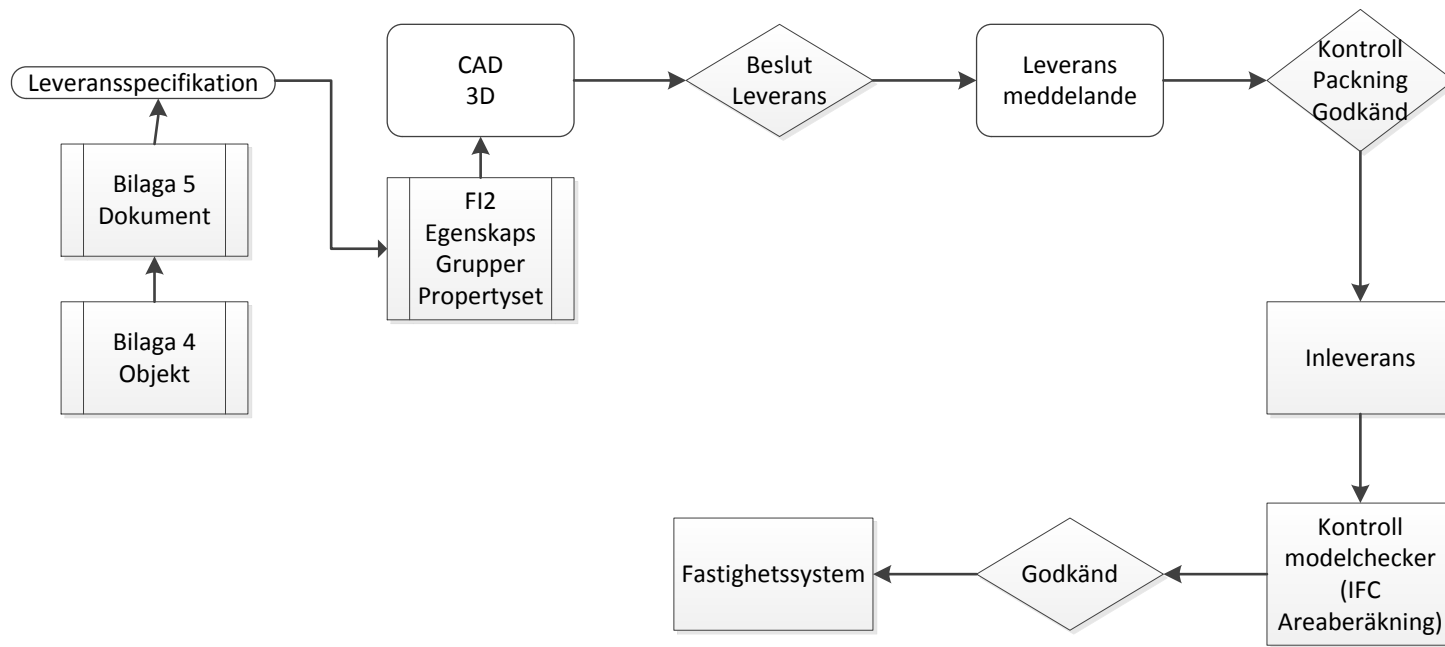 Leveransspecifikation
Bilaga 5
Dokument
Bilaga 4
Objekt
CAD
3D
FI2
Egenskaps
Grupper
Propertyset
Beslut
Leverans
Leverans
meddelande
Kontroll
Packning
Godkänd
Inleverans
Kontroll
modelchecker
(IFC
Areaberäkning)
Godkänd
Fastighetssystem